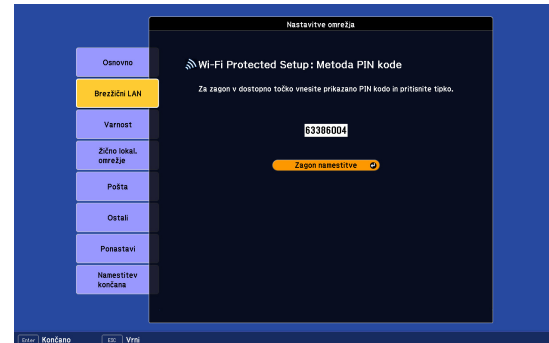 Nastavitve omrežja
Osnovno
Brezžični LAN
Varnost
Žično lokal.
omrežje
Pošta
Ostali
Ponastavi
Namestitev
končana
Wi-Fi Protected Setup: Metoda PIN kode
Za zagon v dostopno točko vnesite prikazano PIN kodo in pritisnite tipko.
63386004
Zagon namestitve
Enter Končano
ESC Vrni